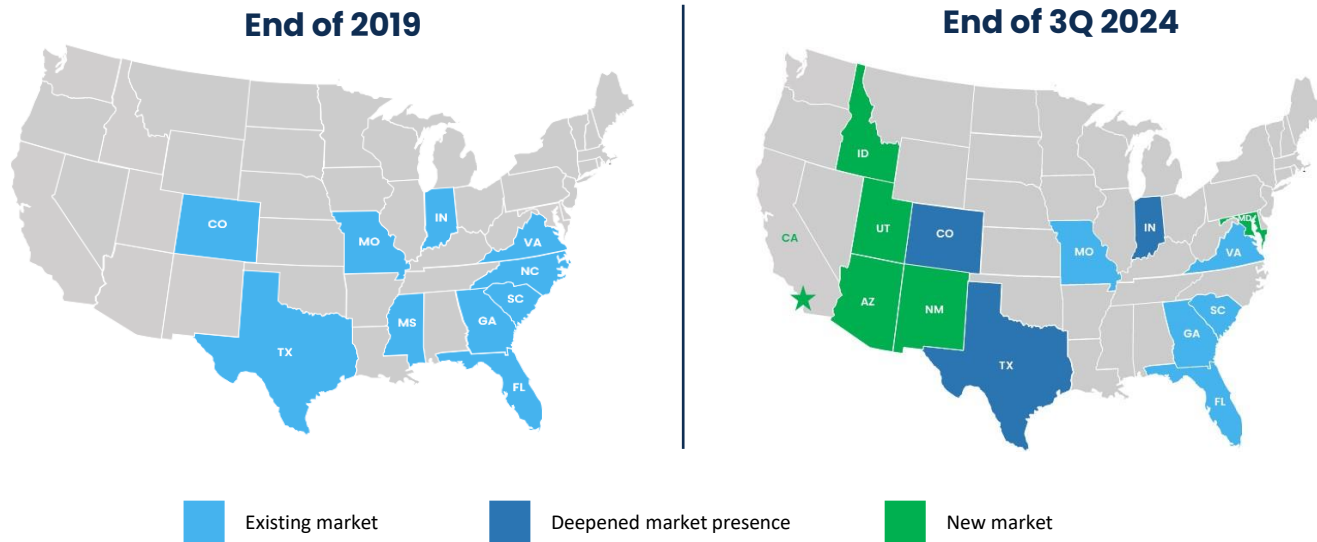 End of 2019
End of 3Q 2024
CO
MO
IN
VA
NC
SC
MS
GA
TX
FL
ID
CA
UT
CO
IN
MD
MO
VA
AZ
NM
SC
GA
TX
FL
Existing market
Deepened market presence
New market